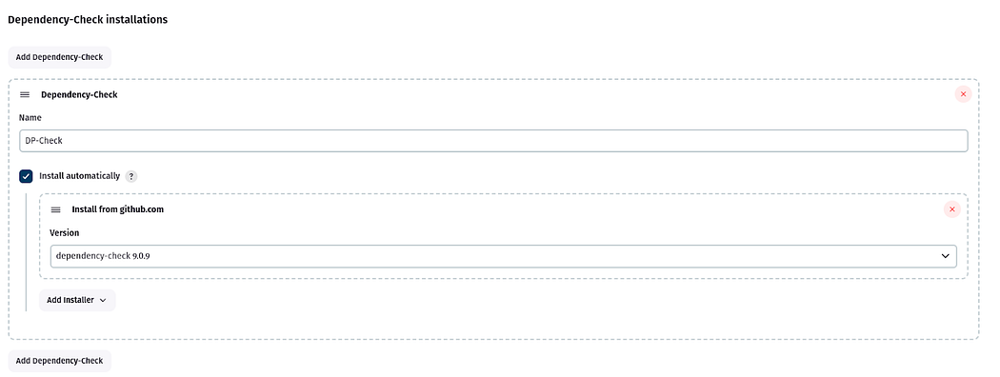 Dependency-Check installations
Add Dependency-Check
Dependency-Check
Name
DP-Check
Install automatically ?
Install from github.com
Version
dependency-check 9.0.9
Add Installer
Add Dependency-Check